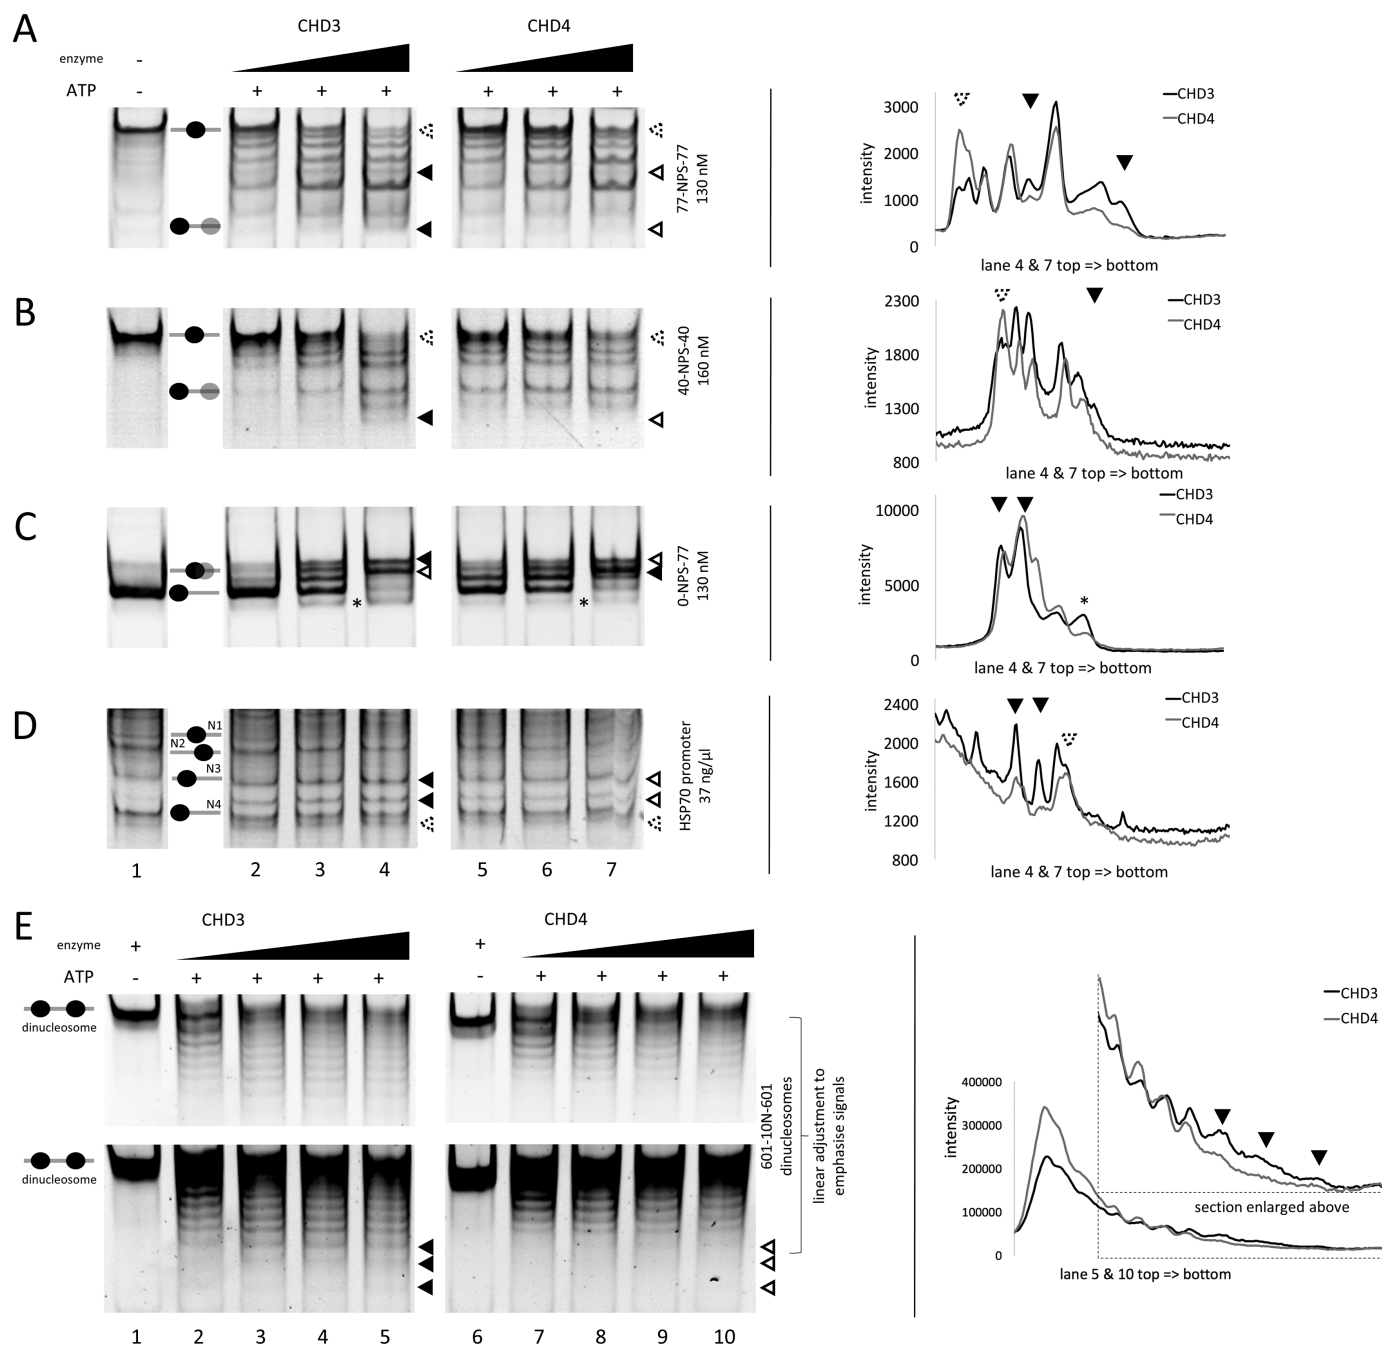 A
CHD3
CHD4
enzyme -
ATP - + + + + + +
77-NPS-77
130 nM
3000
2000
1000
0
intensity
CHD3
CHD4
lane 4 & 7 top => bottom
B
40-NPS-40
160 nM
2300
1800
1300
800
intensity
CHD3
CHD4
lane 4 & 7 top => bottom
C
*
*
0-NPS-77
130 nM
10000
5000
0
intensity
CHD3
CHD4
*
lane 4 & 7 top => bottom
D
N1
N2
N3
N4
HSP70 promoter
37 ng/µl
2400
2000
1600
1200
800
intensity
CHD3
CHD4
lane 4 & 7 top => bottom
1 2 3 4 5 6 7
E
CHD3
CHD4
enzyme + +
ATP - + + + + - + + + +
dinucleosome
dinucleosome
601-10N-601
dinucleosomes
linear adjustment to
emphasise signals
1 2 3 4 5 6 7 8 9 10
CHD3
CHD4
400000
300000
200000
100000
0
intensity
section enlarged above
lane 5 & 10 top => bottom